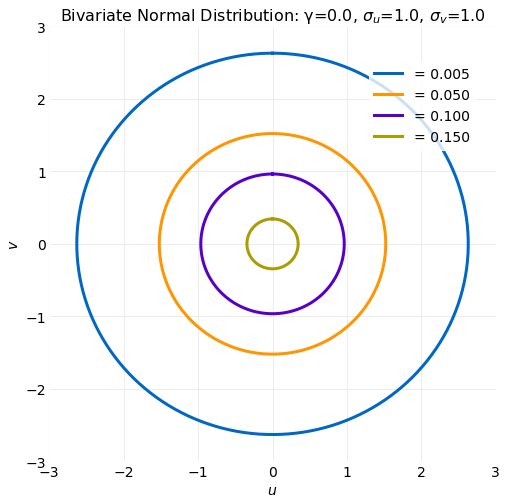 Bivariate Normal Distribution: γ=0.0, σ_u=1.0, σ_v=1.0
= 0.005
= 0.050
= 0.100
= 0.150
v
3
2
1
0
−1
−2
−3
−3 −2 −1 0 1 2 3
u